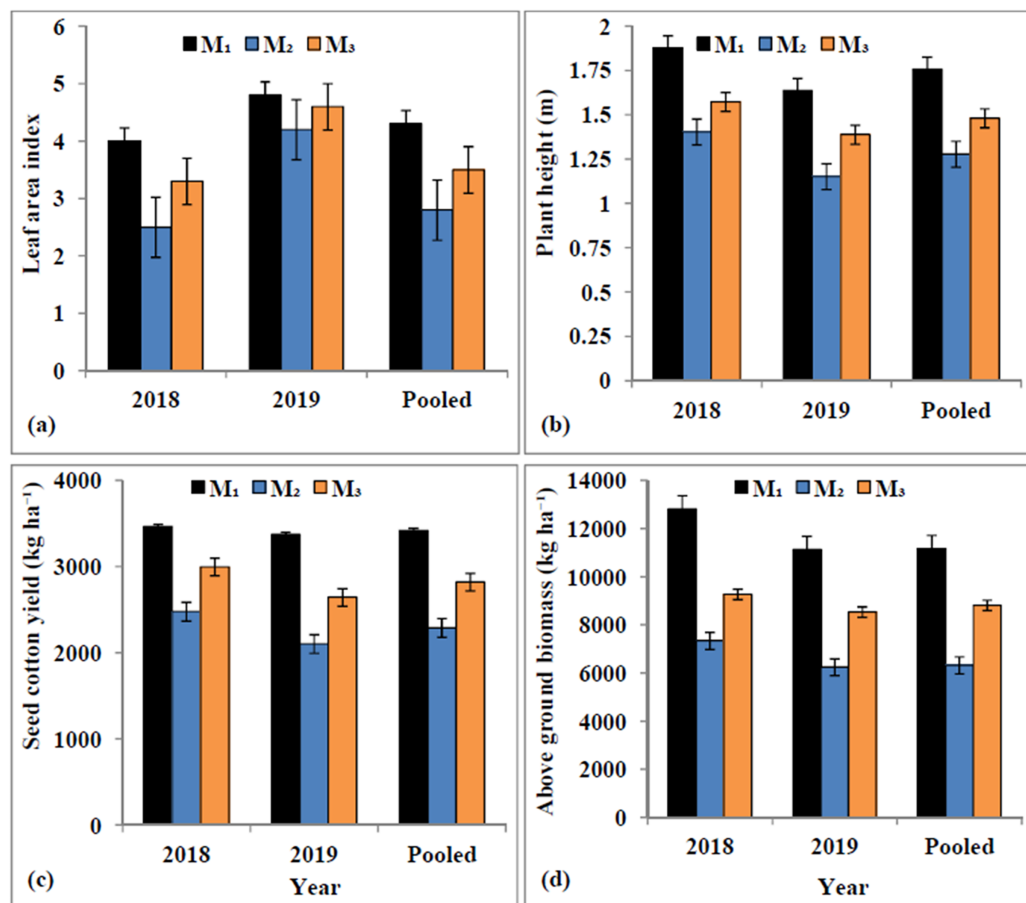 Leaf area index
6
5
4
3
2
1
0
M₁ M₂ M₃
2018 2019 Pooled
(a)
Plant height (m)
2
1.75
1.5
1.25
1
0.75
0.5
0.25
0
M₁ M₂ M₃
2018 2019 Pooled
(b)
Seed cotton yield (kg ha⁻¹)
4000
3000
2000
1000
0
M₁ M₂ M₃
2018 2019 Pooled
(c) Year
Above ground biomass (kg ha⁻¹)
14000
12000
10000
8000
6000
4000
2000
0
M₁ M₂ M₃
2018 2019 Pooled
(d) Year